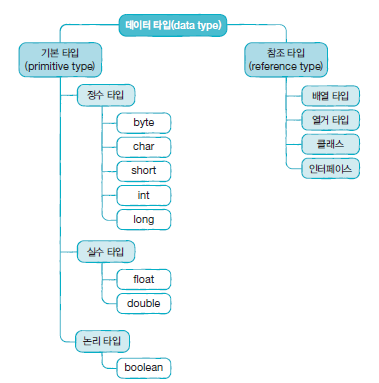 데이터 타입(data type)
기본 타입
(primitive type)
정수 타입
byte
char
short
int
long
실수 타입
float
double
논리 타입
boolean
참조 타입
(reference type)
배열 타입
열거 타입
클래스
인터페이스